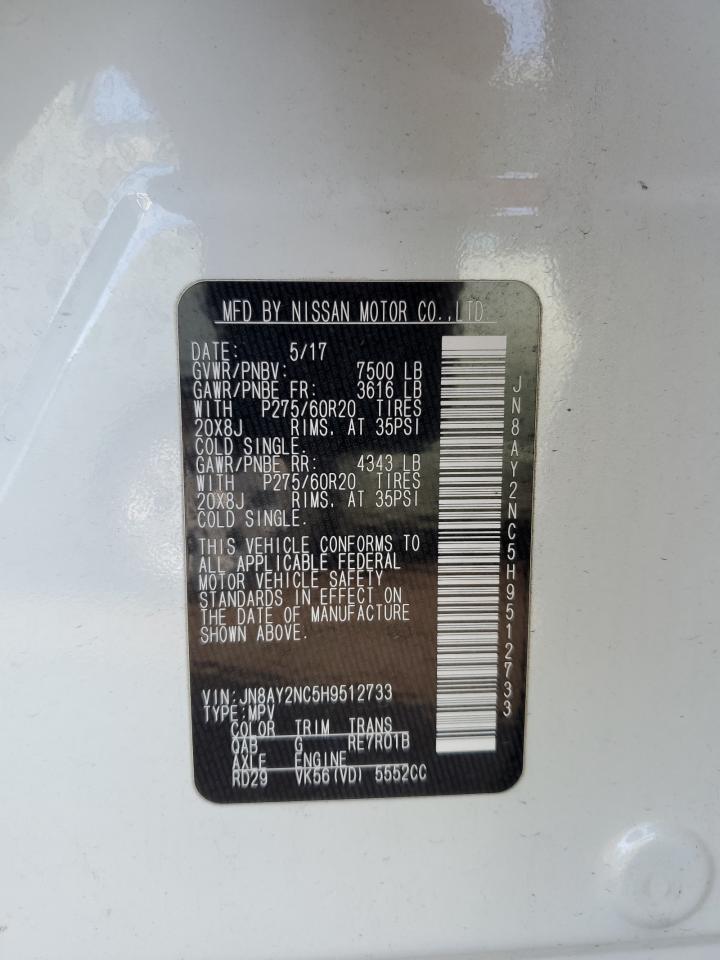 MFD BY NISSAN MOTOR CO.,LTD.
DATE: 5/17
GVWR/PNBV: 7500 LB
GAWR/PNBE FR: 3616 LB
WITH P275/60R20 TIRES
20X8J RIMS, AT 35PSI
COLD SINGLE.
GAWR/PNBE RR: 4343 LB
WITH P275/60R20 TIRES
20X8J RIMS, AT 35PSI
COLD SINGLE.
THIS VEHICLE CONFORMS TO
ALL APPLICABLE FEDERAL
MOTOR VEHICLE SAFETY
STANDARDS IN EFFECT ON
THE DATE OF MANUFACTURE
SHOWN ABOVE.
VIN:JN8AY2NC5H9512733
TYPE:MPV
COLOR TRIM TRANS
QAB G RE7R01B
AXLE ENGINE
RD29 VK56(VD) 5552CC
JN8AY2NC5H9512733